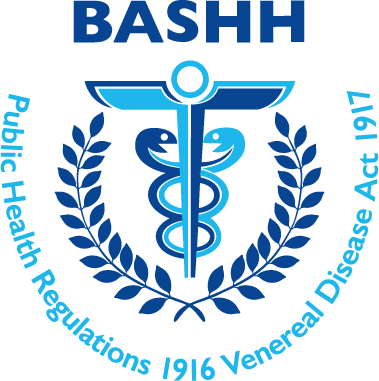 BASHH
Public Health Regulations 1916 Venereal Disease Act 1917